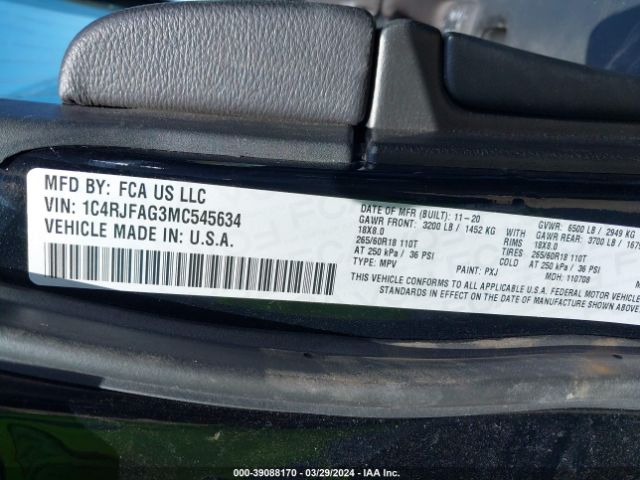 MFD BY: FCA US LLC
VIN: 1C4RJFAG3MC545634
VEHICLE MADE IN: U.S.A.
DATE OF MFR (BUILT): 11-20 GVWR: 6500 LB / 2949 KG
GAWR FRONT: 3200 LB / 1452 KG WITH GAWR REAR: 3700 LB /
18X8.0 RIMS 18X8.0
265/60R18 110T TIRES 265/60R18 110T
AT 250 kPa / 36 PSI COLD AT 250 kPa / 36 PSI
TYPE: MPV PAINT: PXJ MDH: 110708
THIS VEHICLE CONFORMS TO ALL APPLICABLE U.S.A. FEDERAL MOTOR VEHICLE
STANDARDS IN EFFECT ON THE DATE OF MANUFACTURE SHOWN ABOVE.
000-39088170 - 03/29/2024 - IAA Inc.